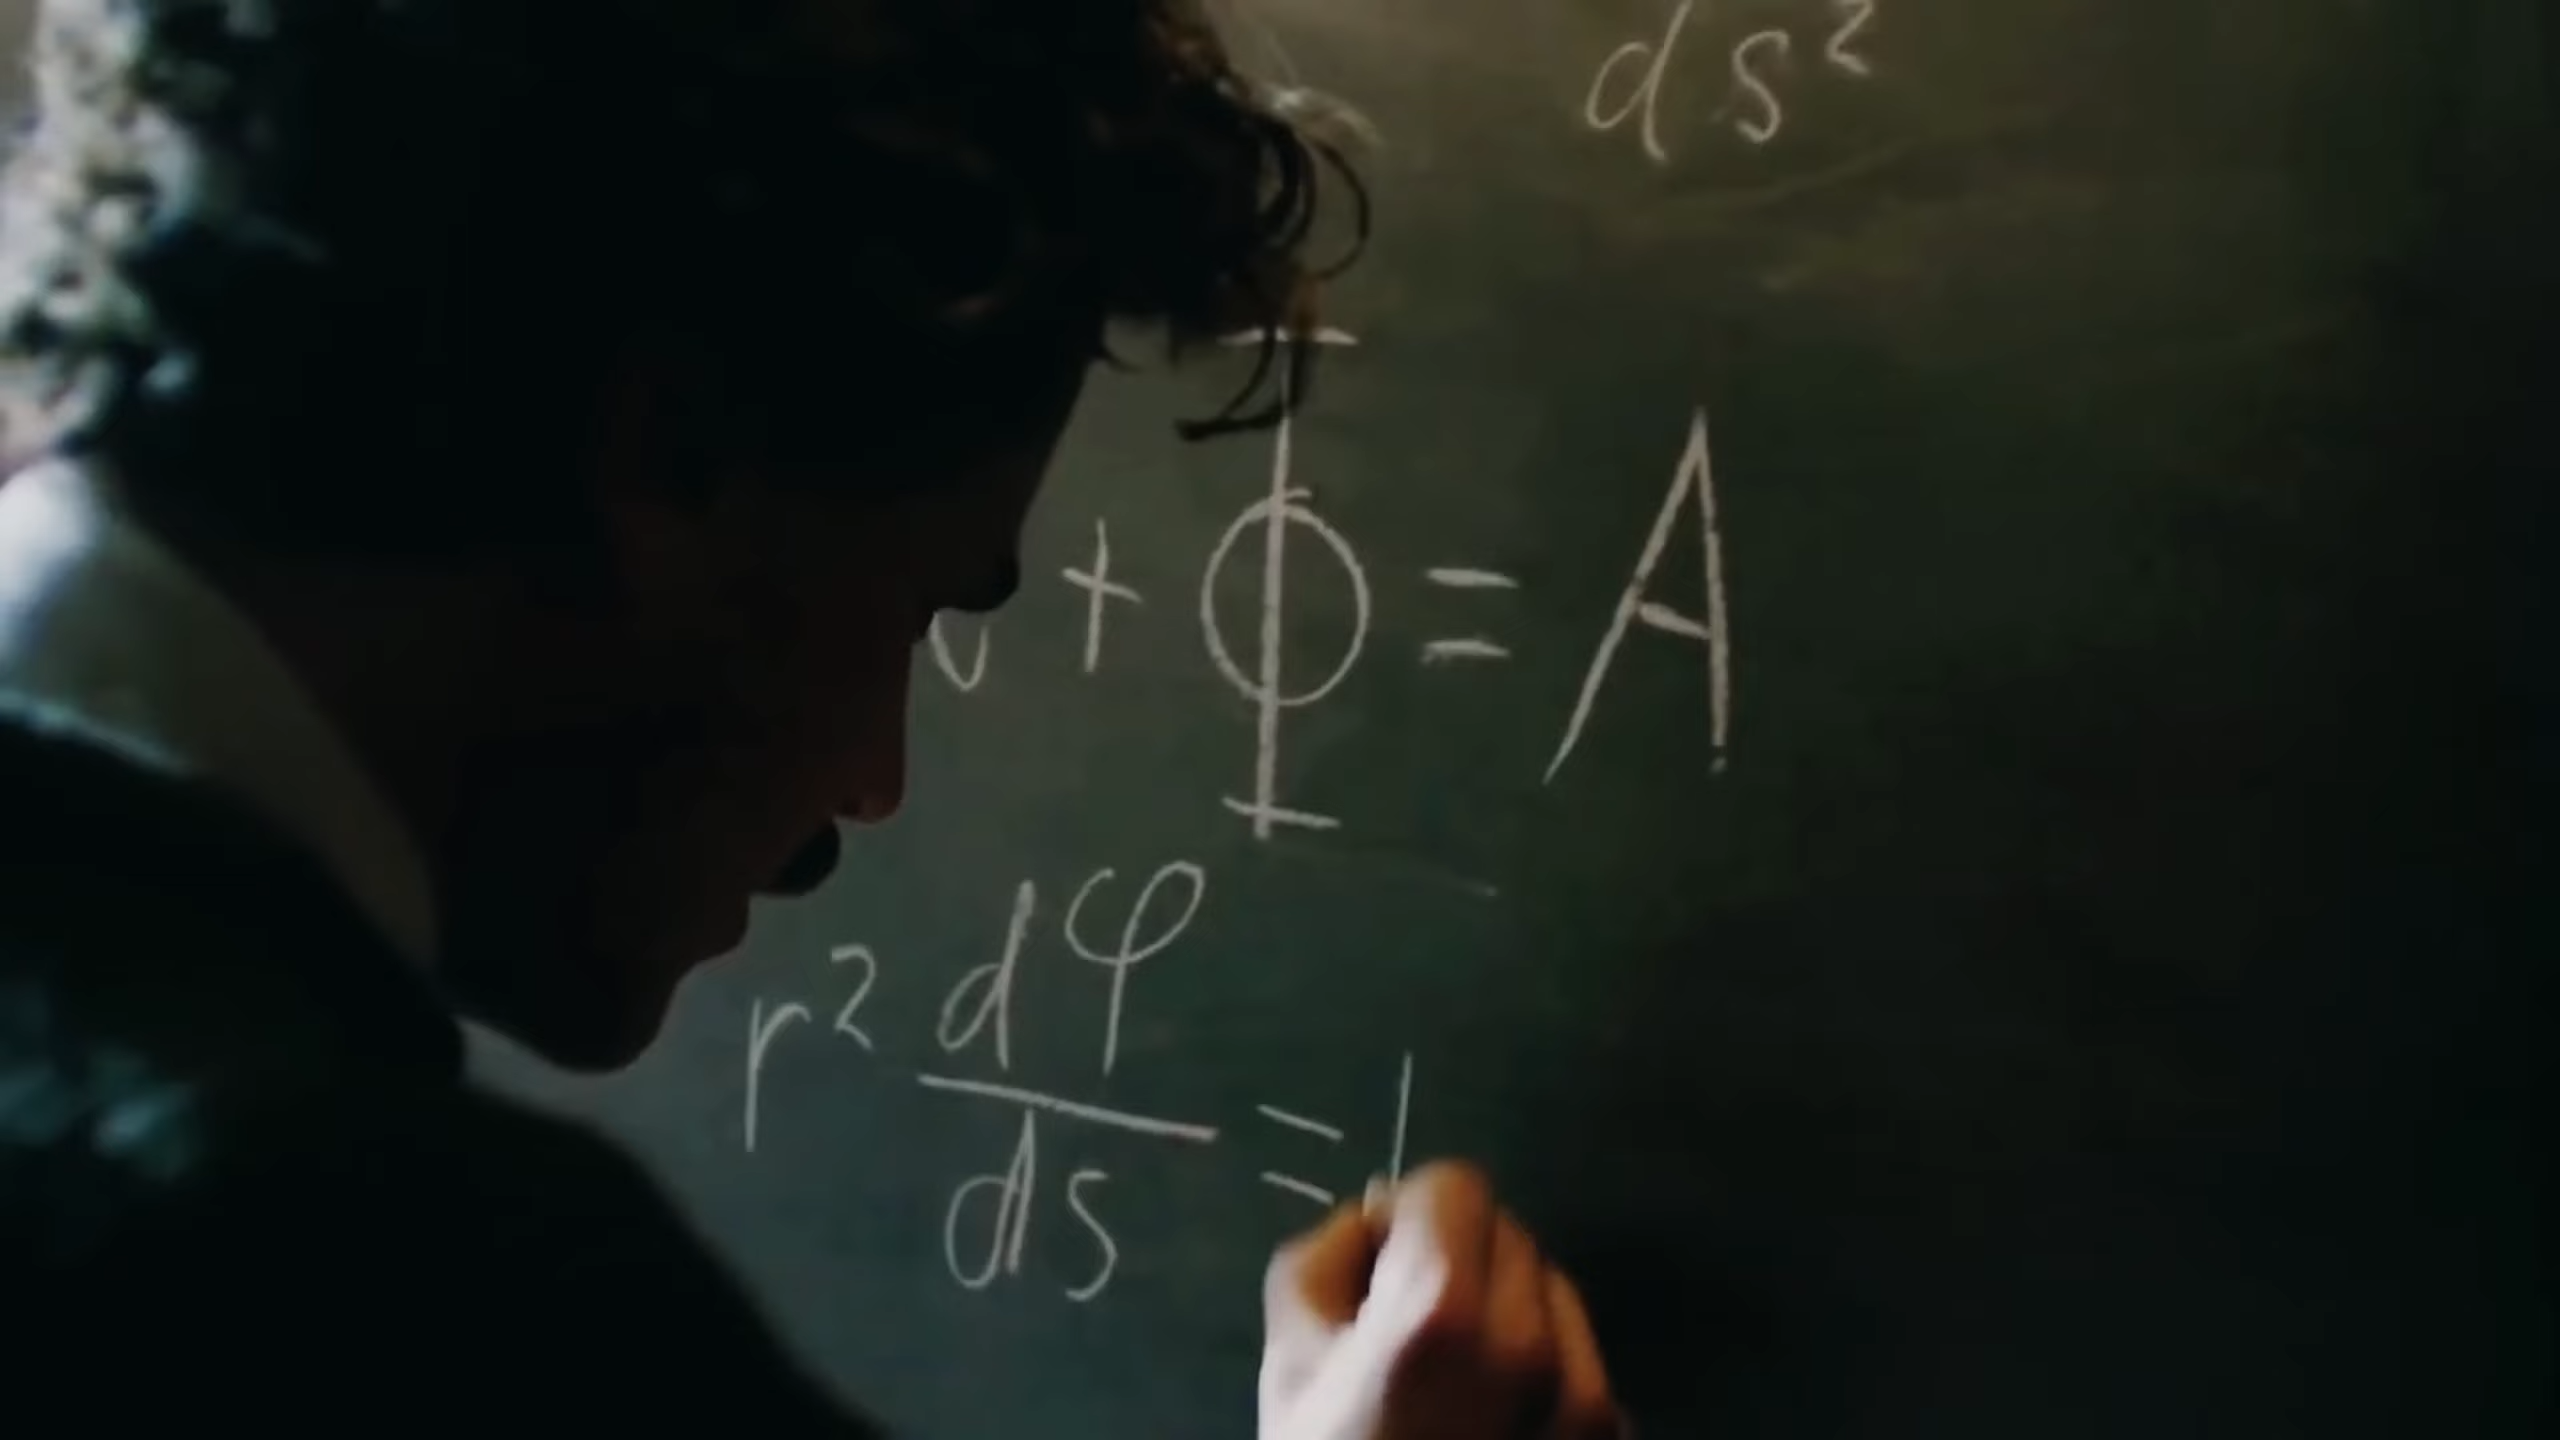 ds²
+ Φ = A
r² dφ
ds =